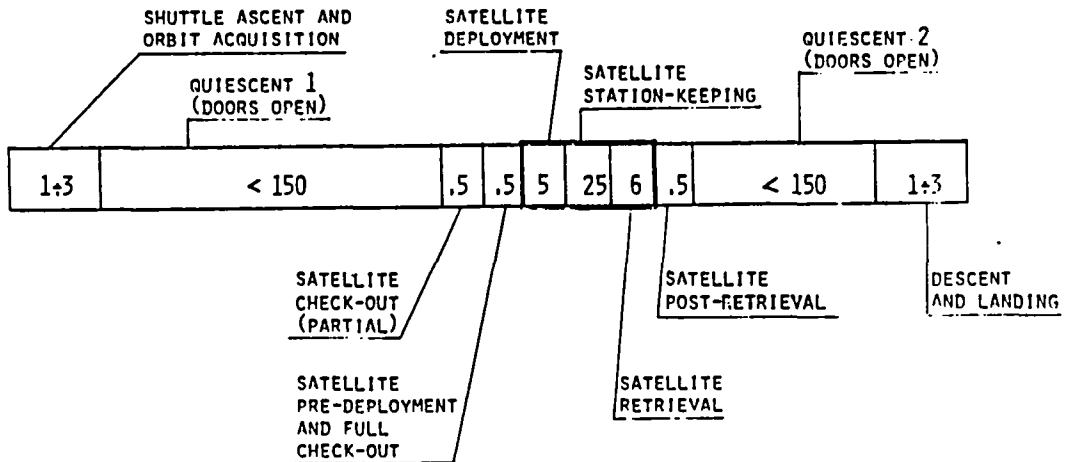 SHUTTLE ASCENT AND
ORBIT ACQUISITION
QUIESCENT 1
(DOORS OPEN)
SATELLITE
DEPLOYMENT
SATELLITE
STATION-KEEPING
QUIESCENT 2
(DOORS OPEN)
1÷3
< 150
.5
.5
5
25
6
.5
< 150
1÷3
SATELLITE
CHECK-OUT
(PARTIAL)
SATELLITE
PRE-DEPLOYMENT
AND FULL
CHECK-OUT
SATELLITE
RETRIEVAL
SATELLITE
POST-RETRIEVAL
DESCENT
AND LANDING